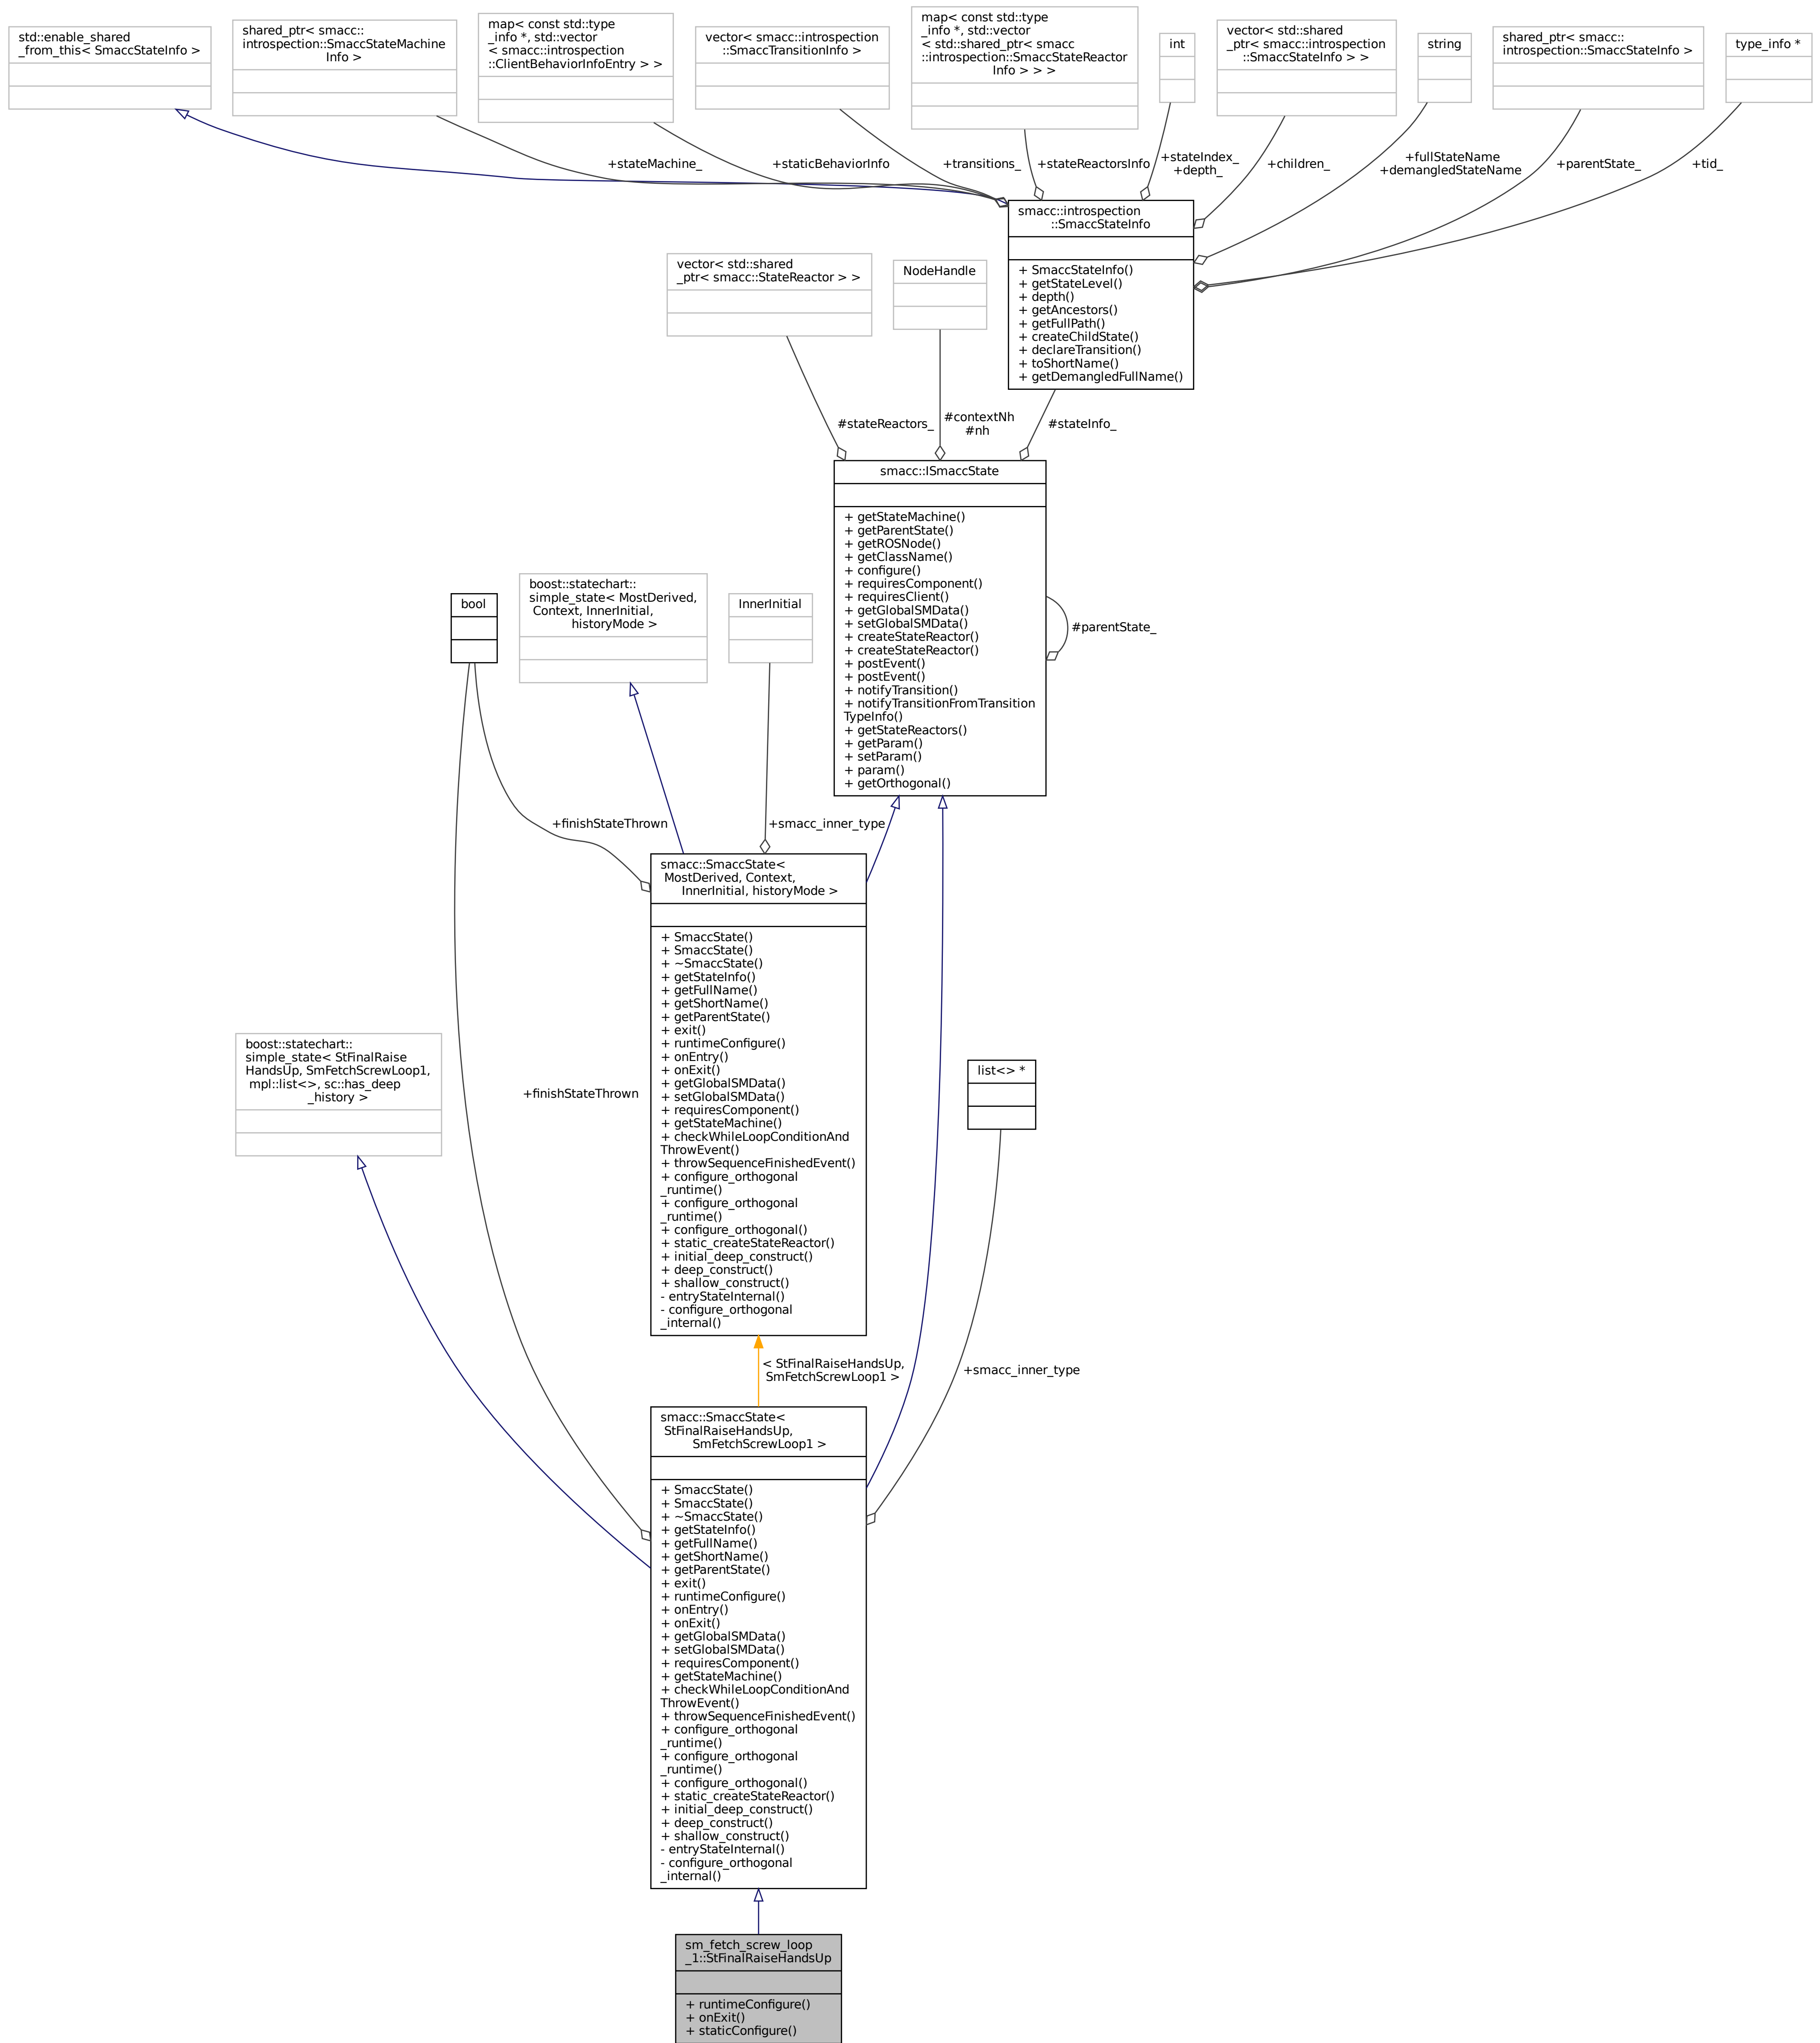 std::enable_shared
_from_this< SmaccStateInfo >
shared_ptr< smacc::
introspection::SmaccStateMachine
Info >
map< const std::type
_info *, std::vector
< smacc::introspection
::ClientBehaviorInfoEntry > >
vector< smacc::introspection
::SmaccTransitionInfo >
map< const std::type
_info *, std::vector
< std::shared_ptr< smacc
::introspection::SmaccStateReactor
Info > > >
int
vector< std::shared
_ptr< smacc::introspection
::SmaccStateInfo > >
string
shared_ptr< smacc::
introspection::SmaccStateInfo >
type_info *
+stateMachine_
+staticBehaviorInfo
+transitions_
+stateReactorsInfo
+stateIndex_
+depth_
+children_
+fullStateName
+demangledStateName
+parentState_
+tid_
smacc::introspection
::SmaccStateInfo
+ SmaccStateInfo()
+ getStateLevel()
+ depth()
+ getAncestors()
+ getFullPath()
+ createChildState()
+ declareTransition()
+ toShortName()
+ getDemangledFullName()
vector< std::shared
_ptr< smacc::StateReactor > >
NodeHandle
#stateReactors_
#contextNh
#nh
#stateInfo_
smacc::ISmaccState
+ getStateMachine()
+ getParentState()
+ getROSNode()
+ getClassName()
+ configure()
+ requiresComponent()
+ requiresClient()
+ getGlobalSMData()
+ setGlobalSMData()
+ createStateReactor()
+ createStateReactor()
+ postEvent()
+ postEvent()
+ notifyTransition()
+ notifyTransitionFromTransition
TypeInfo()
+ getStateReactors()
+ getParam()
+ setParam()
+ param()
+ getOrthogonal()
#parentState_
bool
boost::statechart::
simple_state< MostDerived,
Context, InnerInitial,
historyMode >
InnerInitial
+finishStateThrown
+smacc_inner_type
smacc::SmaccState<
MostDerived, Context,
InnerInitial, historyMode >
+ SmaccState()
+ SmaccState()
+ ~SmaccState()
+ getStateInfo()
+ getFullName()
+ getShortName()
+ getParentState()
+ exit()
+ runtimeConfigure()
+ onEntry()
+ onExit()
+ getGlobalSMData()
+ setGlobalSMData()
+ requiresComponent()
+ getStateMachine()
+ checkWhileLoopConditionAnd
ThrowEvent()
+ throwSequenceFinishedEvent()
+ configure_orthogonal
_runtime()
+ configure_orthogonal
_runtime()
+ configure_orthogonal()
+ static_createStateReactor()
+ initial_deep_construct()
+ deep_construct()
+ shallow_construct()
- entryStateInternal()
- configure_orthogonal
_internal()
boost::statechart::
simple_state< StFinalRaise
HandsUp, SmFetchScrewLoop1,
mpl::list<>, sc::has_deep
_history >
+finishStateThrown
list<> *
< StFinalRaiseHandsUp,
SmFetchScrewLoop1 >
+smacc_inner_type
smacc::SmaccState<
StFinalRaiseHandsUp,
SmFetchScrewLoop1 >
+ SmaccState()
+ SmaccState()
+ ~SmaccState()
+ getStateInfo()
+ getFullName()
+ getShortName()
+ getParentState()
+ exit()
+ runtimeConfigure()
+ onEntry()
+ onExit()
+ getGlobalSMData()
+ setGlobalSMData()
+ requiresComponent()
+ getStateMachine()
+ checkWhileLoopConditionAnd
ThrowEvent()
+ throwSequenceFinishedEvent()
+ configure_orthogonal
_runtime()
+ configure_orthogonal
_runtime()
+ configure_orthogonal()
+ static_createStateReactor()
+ initial_deep_construct()
+ deep_construct()
+ shallow_construct()
- entryStateInternal()
- configure_orthogonal
_internal()
sm_fetch_screw_loop
_1::StFinalRaiseHandsUp
+ runtimeConfigure()
+ onExit()
+ staticConfigure()